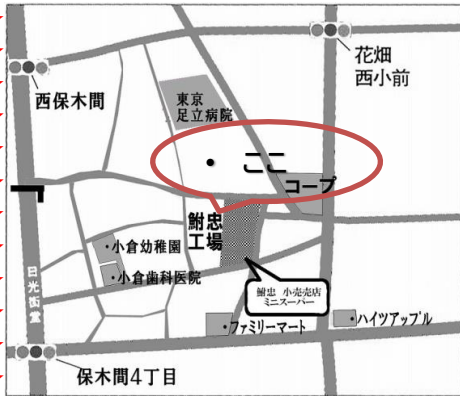 花畑
西小前
西保木間
東京
足立病院
・ ここ
コープ
鮒忠
工場
・小倉幼稚園
・小倉歯科医院
日光街道
鮒忠 小売売店
ミニスーパー
・ファミリーマート
・ハイツアップル
保木間4丁目